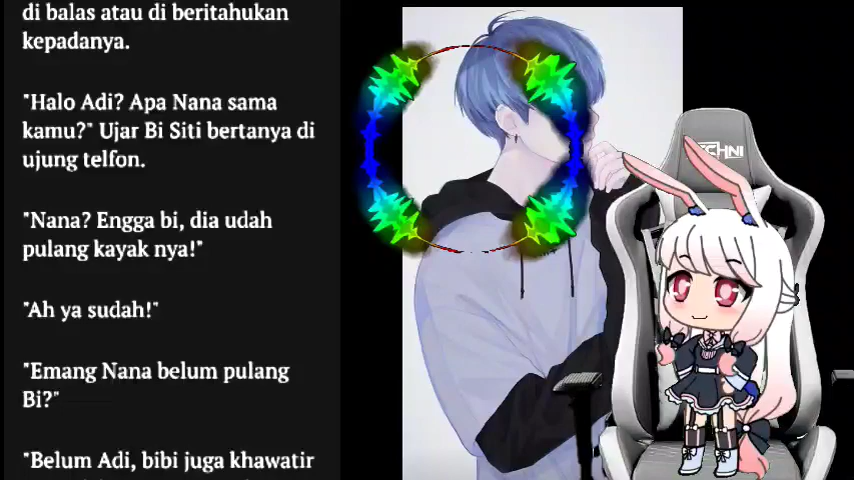 di balas atau di beritahukan
kepadanya.
"Halo Adi? Apa Nana sama
kamu?" Ujar Bi Siti bertanya di
ujung telfon.
"Nana? Engga bi, dia udah
pulang kayak nya!"
"Ah ya sudah!"
"Emang Nana belum pulang
Bi?"
"Belum Adi, bibi juga khawatir